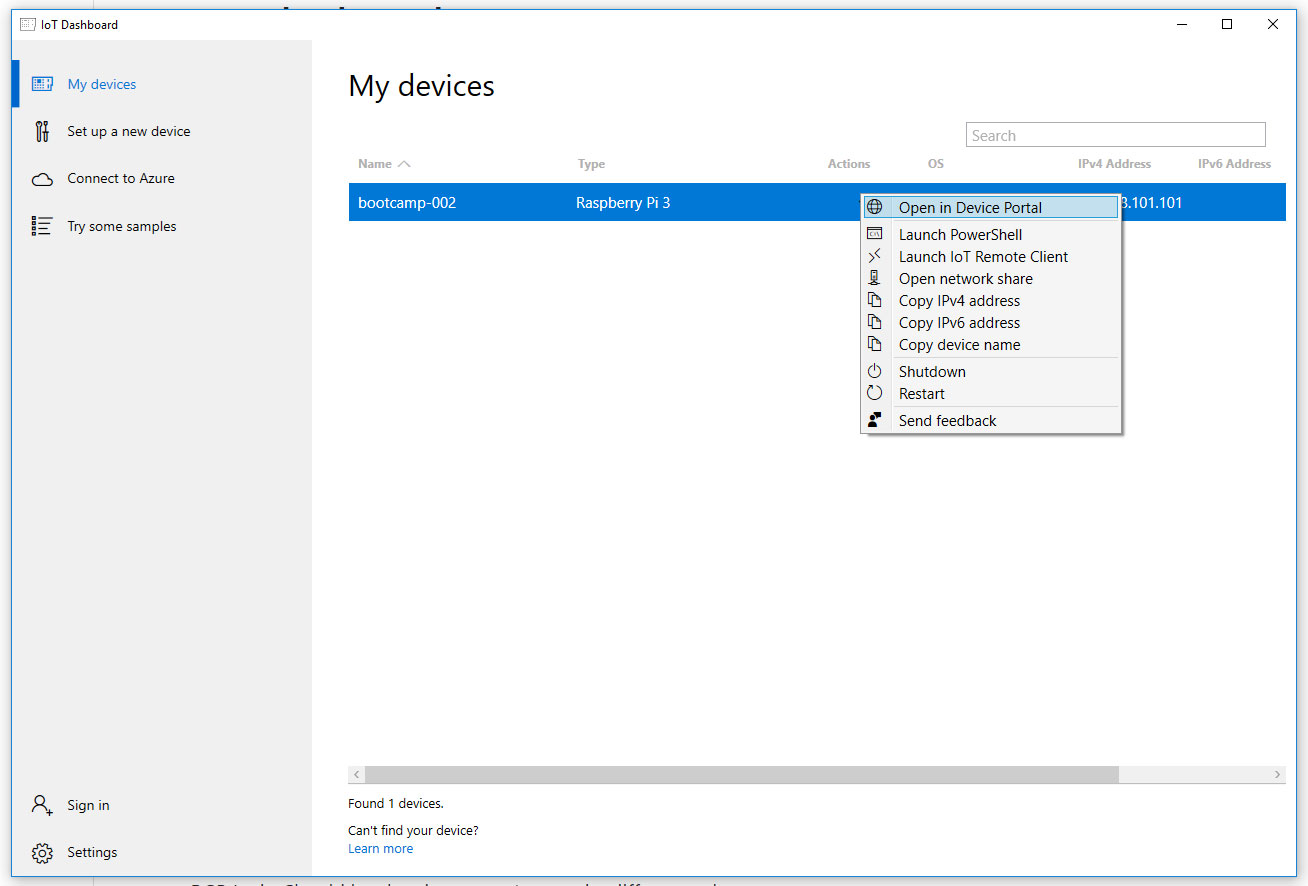 IoT Dashboard
My devices
Set up a new device
Connect to Azure
Try some samples
Sign in
Settings
My devices
Search
Name Type Actions OS IPv4 Address IPv6 Address
bootcamp-002 Raspberry Pi 3 3.101.101
Open in Device Portal
Launch PowerShell
Launch IoT Remote Client
Open network share
Copy IPv4 address
Copy IPv6 address
Copy device name
Shutdown
Restart
Send feedback
Found 1 devices.
Can't find your device?
Learn more